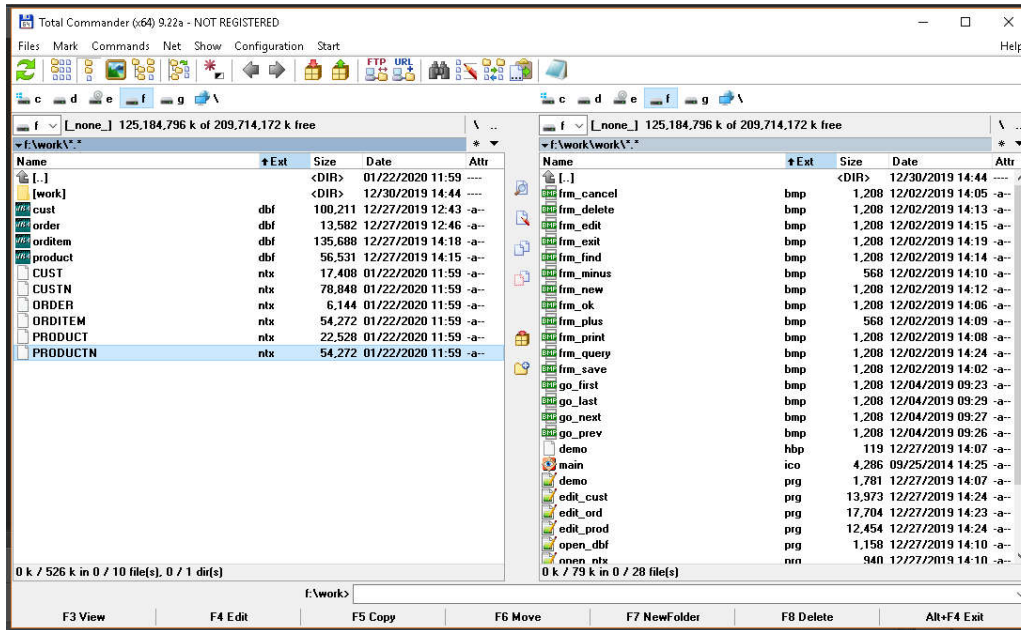 Total Commander (x64) 9.22a - NOT REGISTERED
Files Mark Commands Net Show Configuration Start Help
FTP URL
c d e f g \
c d e f g \
f [_none_] 125,184,796 k of 209,714,172 k free \ ..
f [_none_] 125,184,796 k of 209,714,172 k free \ ..
f:\work\*.* * 
Name Ext Size Date Attr
[..] <DIR> 01/22/2020 11:59 ----
[work] <DIR> 12/30/2019 14:44 ----
cust dbf 100,211 12/27/2019 12:43 -a--
order dbf 13,582 12/27/2019 12:46 -a--
orditem dbf 135,688 12/27/2019 14:18 -a--
product dbf 56,531 12/27/2019 14:15 -a--
CUST ntx 17,408 01/22/2020 11:59 -a--
CUSTN ntx 78,848 01/22/2020 11:59 -a--
ORDER ntx 6,144 01/22/2020 11:59 -a--
ORDITEM ntx 54,272 01/22/2020 11:59 -a--
PRODUCT ntx 22,528 01/22/2020 11:59 -a--
PRODUCTN ntx 54,272 01/22/2020 11:59 -a--
0 k / 526 k in 0 / 10 file(s), 0 / 1 dir(s)
f:\work\work\*.* *
Name Ext Size Date Attr
[..] <DIR> 12/30/2019 14:44 ----
frm_cancel bmp 1,208 12/02/2019 14:05 -a--
frm_delete bmp 1,208 12/02/2019 14:13 -a--
frm_edit bmp 1,208 12/02/2019 14:15 -a--
frm_exit bmp 1,208 12/02/2019 14:19 -a--
frm_find bmp 1,208 12/02/2019 14:14 -a--
frm_minus bmp 568 12/02/2019 14:10 -a--
frm_new bmp 1,208 12/02/2019 14:12 -a--
frm_ok bmp 1,208 12/02/2019 14:06 -a--
frm_plus bmp 568 12/02/2019 14:09 -a--
frm_print bmp 1,208 12/02/2019 14:08 -a--
frm_query bmp 1,208 12/02/2019 14:24 -a--
frm_save bmp 1,208 12/02/2019 14:02 -a--
go_first bmp 1,208 12/04/2019 09:23 -a--
go_last bmp 1,208 12/04/2019 09:29 -a--
go_next bmp 1,208 12/04/2019 09:27 -a--
go_prev bmp 1,208 12/04/2019 09:26 -a--
demo hbp 119 12/27/2019 14:07 -a--
main ico 4,286 09/25/2014 14:25 -a--
demo prg 1,781 12/27/2019 14:07 -a--
edit_cust prg 13,973 12/27/2019 14:24 -a--
edit_ord prg 17,704 12/27/2019 14:23 -a--
edit_prod prg 12,454 12/27/2019 14:24 -a--
open_dbf prg 1,158 12/27/2019 14:10 -a--
open_ntx prg 940 12/27/2019 14:10 -a--
0 k / 79 k in 0 / 28 file(s)
f:\work>
F3 View F4 Edit F5 Copy F6 Move F7 NewFolder F8 Delete Alt+F4 Exit